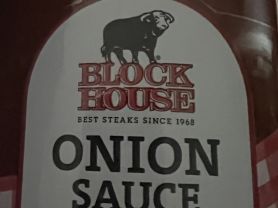 BLOCK
HOUSE
BEST STEAKS SINCE 1968
ONION
SAUCE